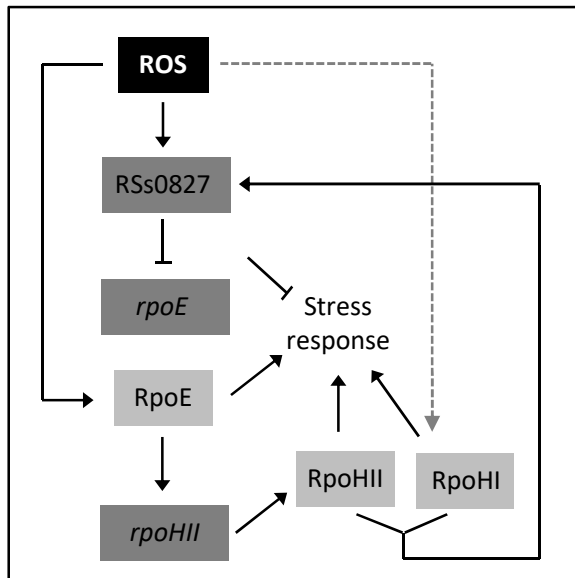 ROS
RSs0827
rpoE
Stress
response
RpoE
RpoHII
RpoHI
rpoHII